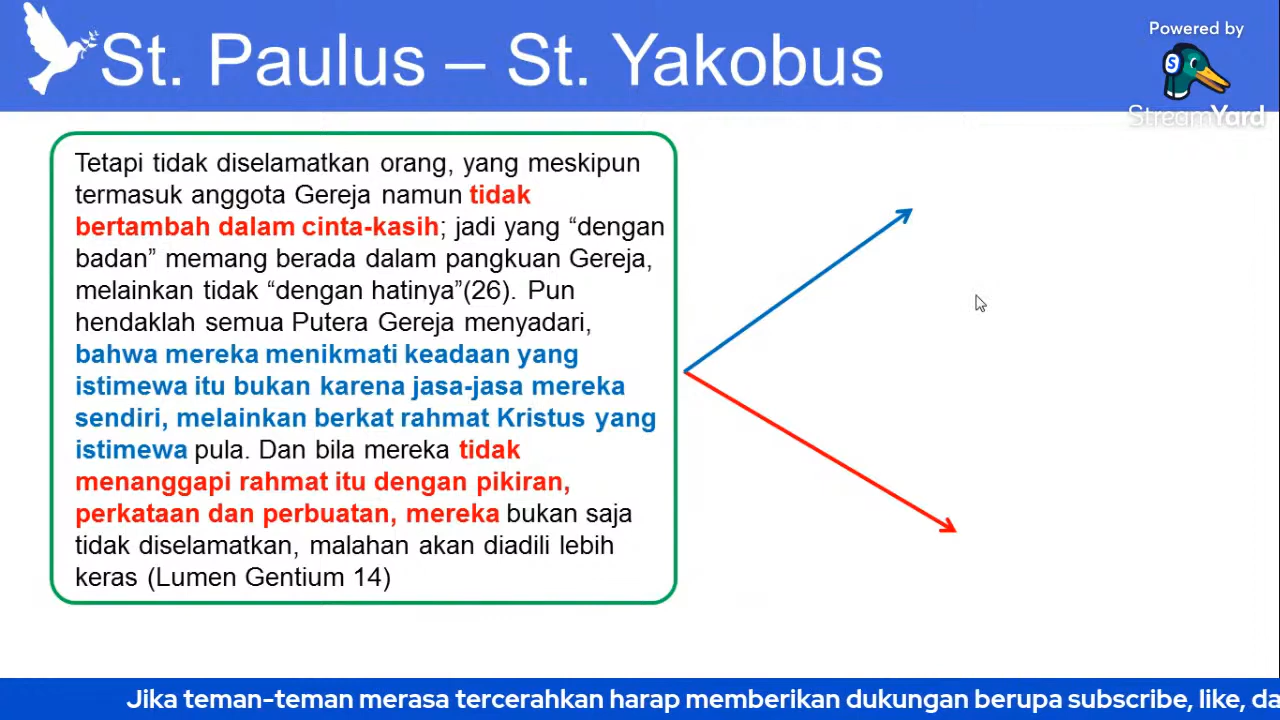 St. Paulus – St. Yakobus
Powered by
S
StreamYard
Tetapi tidak diselamatkan orang, yang meskipun
termasuk anggota Gereja namun tidak
bertambah dalam cinta-kasih; jadi yang “dengan
badan” memang berada dalam pangkuan Gereja,
melainkan tidak “dengan hatinya”(26). Pun
hendaklah semua Putera Gereja menyadari,
bahwa mereka menikmati keadaan yang
istimewa itu bukan karena jasa-jasa mereka
sendiri, melainkan berkat rahmat Kristus yang
istimewa pula. Dan bila mereka tidak
menanggapi rahmat itu dengan pikiran,
perkataan dan perbuatan, mereka bukan saja
tidak diselamatkan, malahan akan diadili lebih
keras (Lumen Gentium 14)
Jika teman-teman merasa tercerahkan harap memberikan dukungan berupa subscribe, like, da